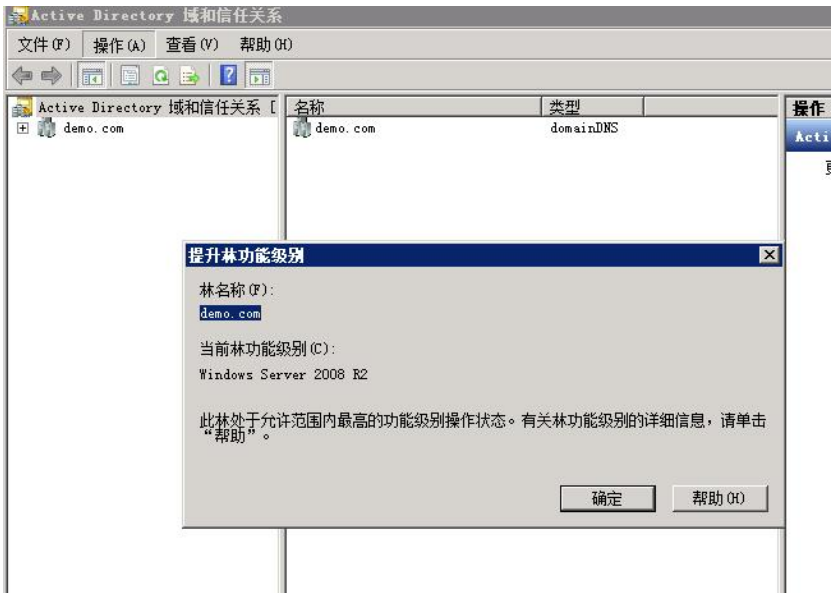 Active Directory 域和信任关系
文件(F) 操作(A) 查看(V) 帮助(H)
Active Directory 域和信任关系 [
demo.com
名称 类型
demo.com domainDNS
操作
Acti
提升林功能级别
林名称(F):
demo.com
当前林功能级别(C):
Windows Server 2008 R2
此林处于允许范围内最高的功能级别操作状态。有关林功能级别的详细信息，请单击
“帮助”。
确定 帮助(H)